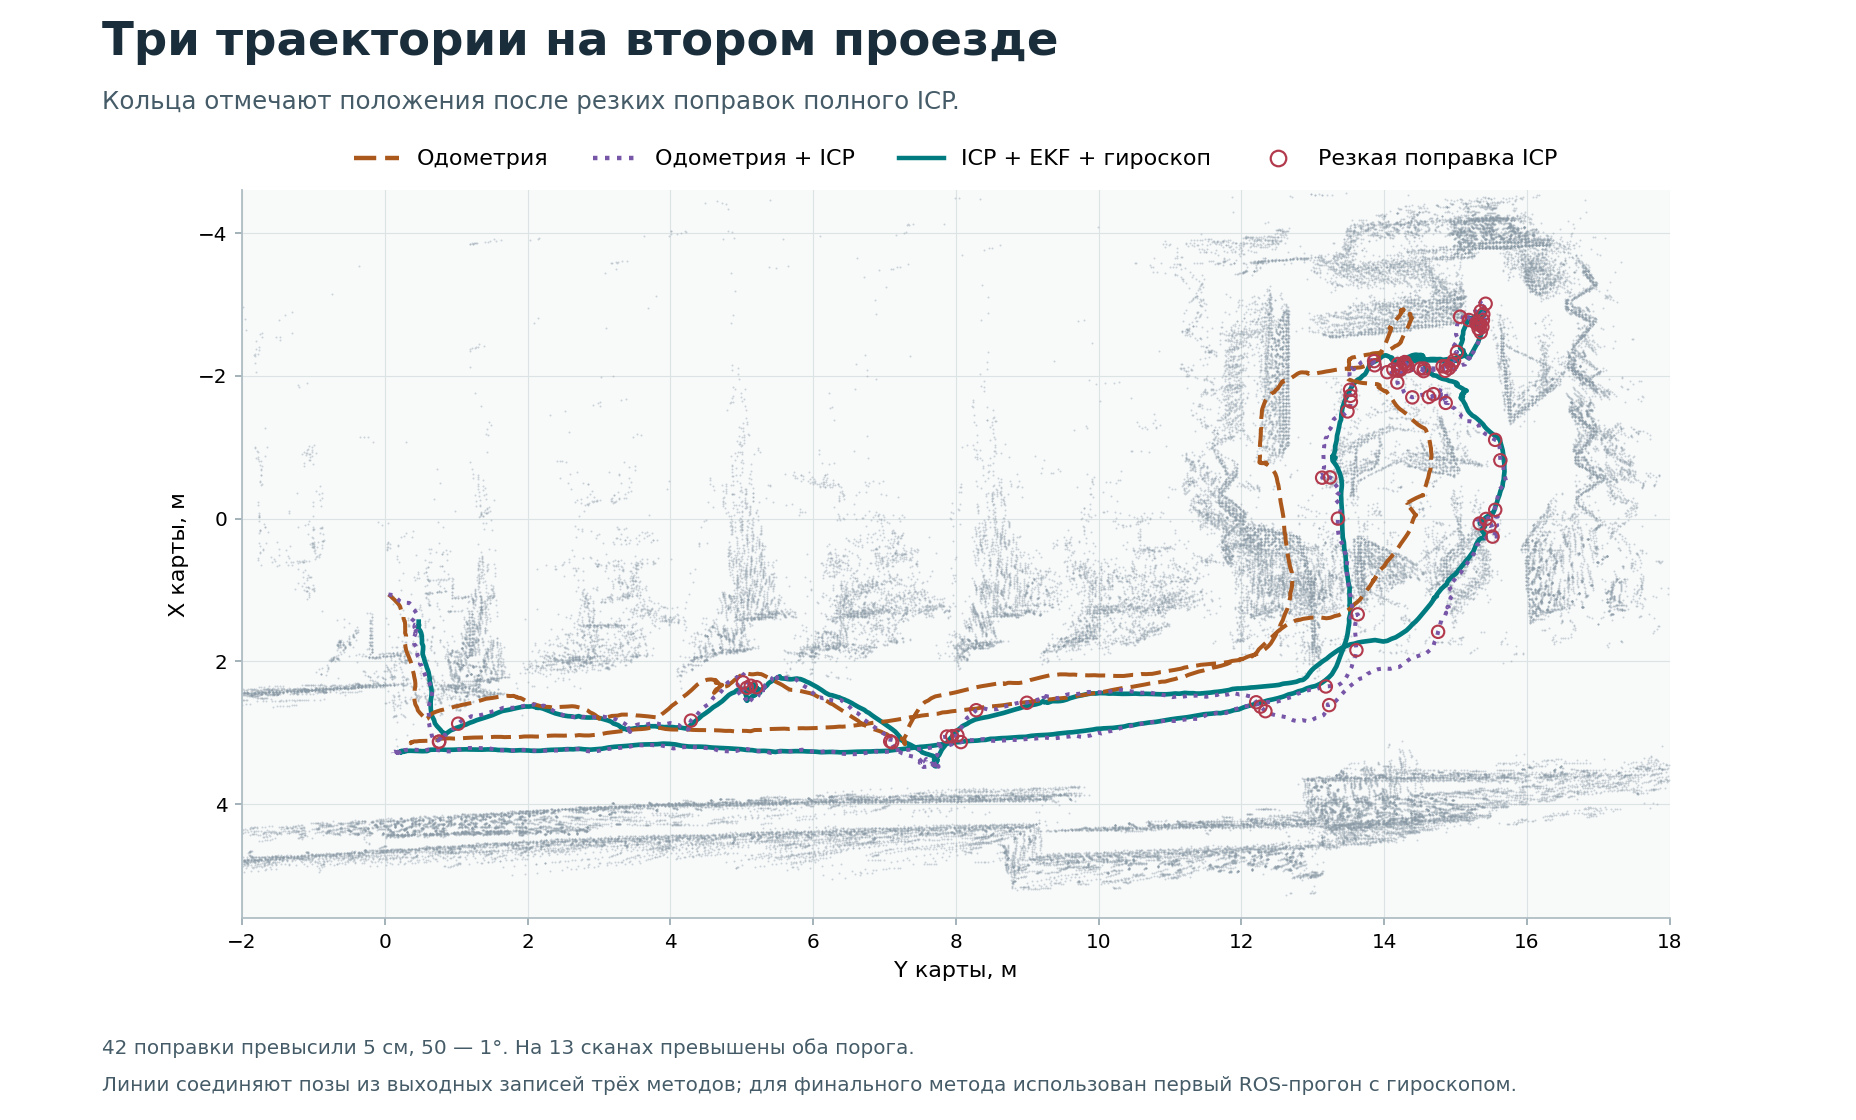 Три траектории на втором проезде
Кольца отмечают положения после резких поправок полного ICP.
Одометрия
Одометрия + ICP
ICP + EKF + гироскоп
Резкая поправка ICP
−4
−2
0
2
4
X карты, м
−2
0
2
4
6
8
10
12
14
16
18
Y карты, м
42 поправки превысили 5 см, 50 — 1°. На 13 сканах превышены оба порога.
Линии соединяют позы из выходных записей трёх методов; для финального метода использован первый ROS-прогон с гироскопом.